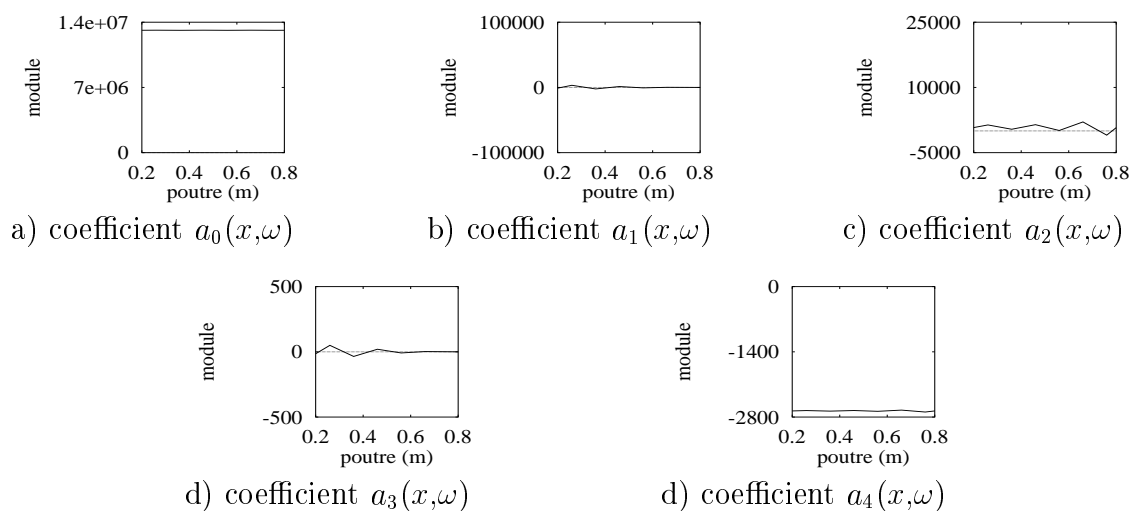 1.4e+07
7e+06
0
module
0.2 0.4 0.6 0.8
poutre (m)
a) coefficient a₀(x,ω)
100000
0
-100000
module
0.2 0.4 0.6 0.8
poutre (m)
b) coefficient a₁(x,ω)
25000
10000
-5000
module
0.2 0.4 0.6 0.8
poutre (m)
c) coefficient a₂(x,ω)
500
0
-500
module
0.2 0.4 0.6 0.8
poutre (m)
d) coefficient a₃(x,ω)
0
-1400
-2800
module
0.2 0.4 0.6 0.8
poutre (m)
d) coefficient a₄(x,ω)